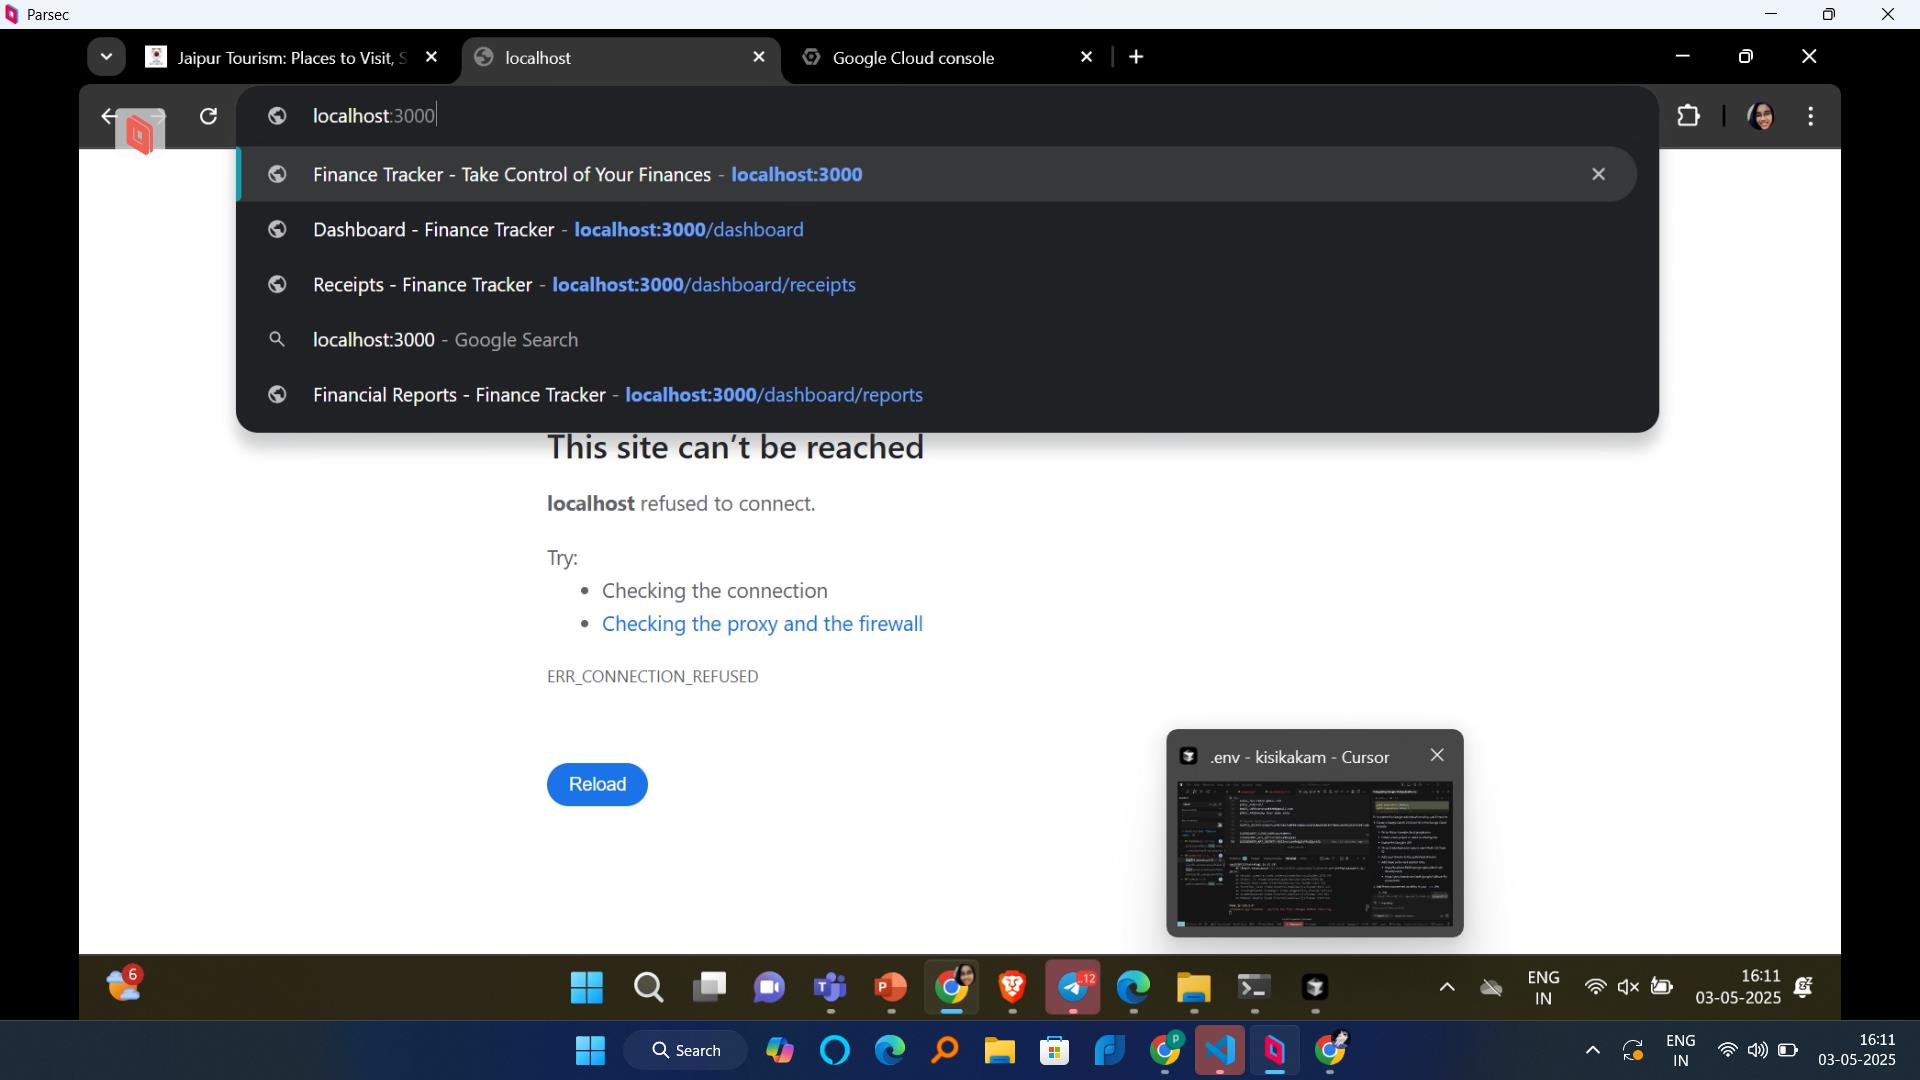 Parsec
Jaipur Tourism: Places to Visit, S
localhost
Google Cloud console
localhost:3000
Finance Tracker - Take Control of Your Finances - localhost:3000
Dashboard - Finance Tracker - localhost:3000/dashboard
Receipts - Finance Tracker - localhost:3000/dashboard/receipts
localhost:3000 - Google Search
Financial Reports - Finance Tracker - localhost:3000/dashboard/reports
This site can’t be reached
localhost refused to connect.
Try:
• Checking the connection
• Checking the proxy and the firewall
ERR_CONNECTION_REFUSED
Reload
.env - kisikakam - Cursor
6
12
ENG
IN
16:11
03-05-2025
Search
P
ENG
IN
16:11
03-05-2025